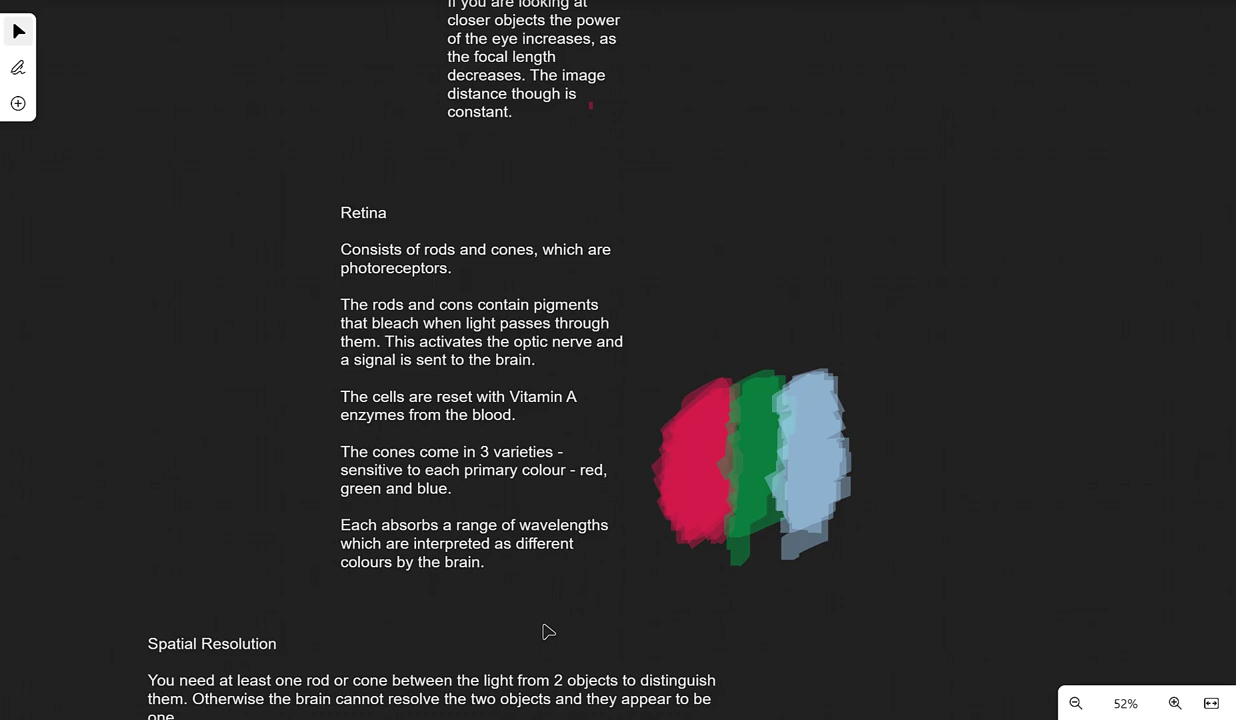 If you are looking at
closer objects the power
of the eye increases, as
the focal length
decreases. The image
distance though is
constant.
Retina
Consists of rods and cones, which are
photoreceptors.
The rods and cons contain pigments
that bleach when light passes through
them. This activates the optic nerve and
a signal is sent to the brain.
The cells are reset with Vitamin A
enzymes from the blood.
The cones come in 3 varieties -
sensitive to each primary colour - red,
green and blue.
Each absorbs a range of wavelengths
which are interpreted as different
colours by the brain.
Spatial Resolution
You need at least one rod or cone between the light from 2 objects to distinguish
them. Otherwise the brain cannot resolve the two objects and they appear to be
one.
52%